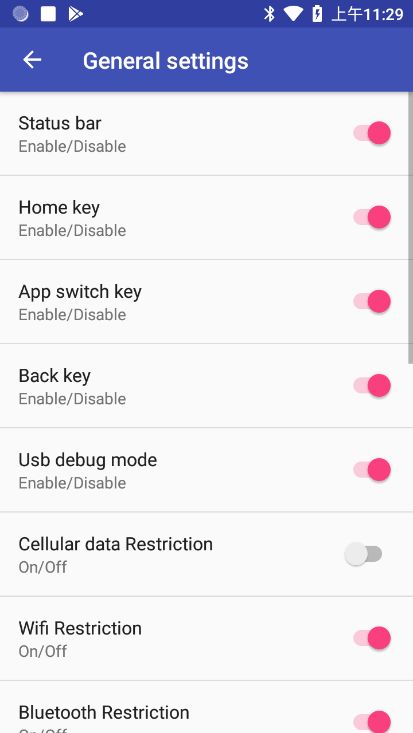 上午11:29
General settings
Status bar
Enable/Disable
Home key
Enable/Disable
App switch key
Enable/Disable
Back key
Enable/Disable
Usb debug mode
Enable/Disable
Cellular data Restriction
On/Off
Wifi Restriction
On/Off
Bluetooth Restriction
On/Off